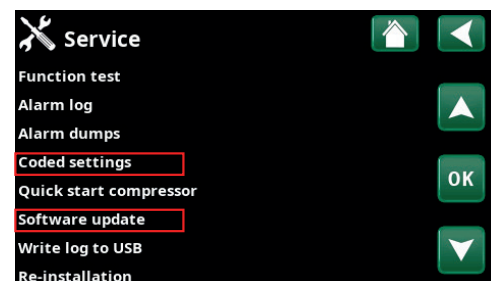 Service
Function test
Alarm log
Alarm dumps
Coded settings
OK
Quick start compressor
Software update
Write log to USB
Re-installation